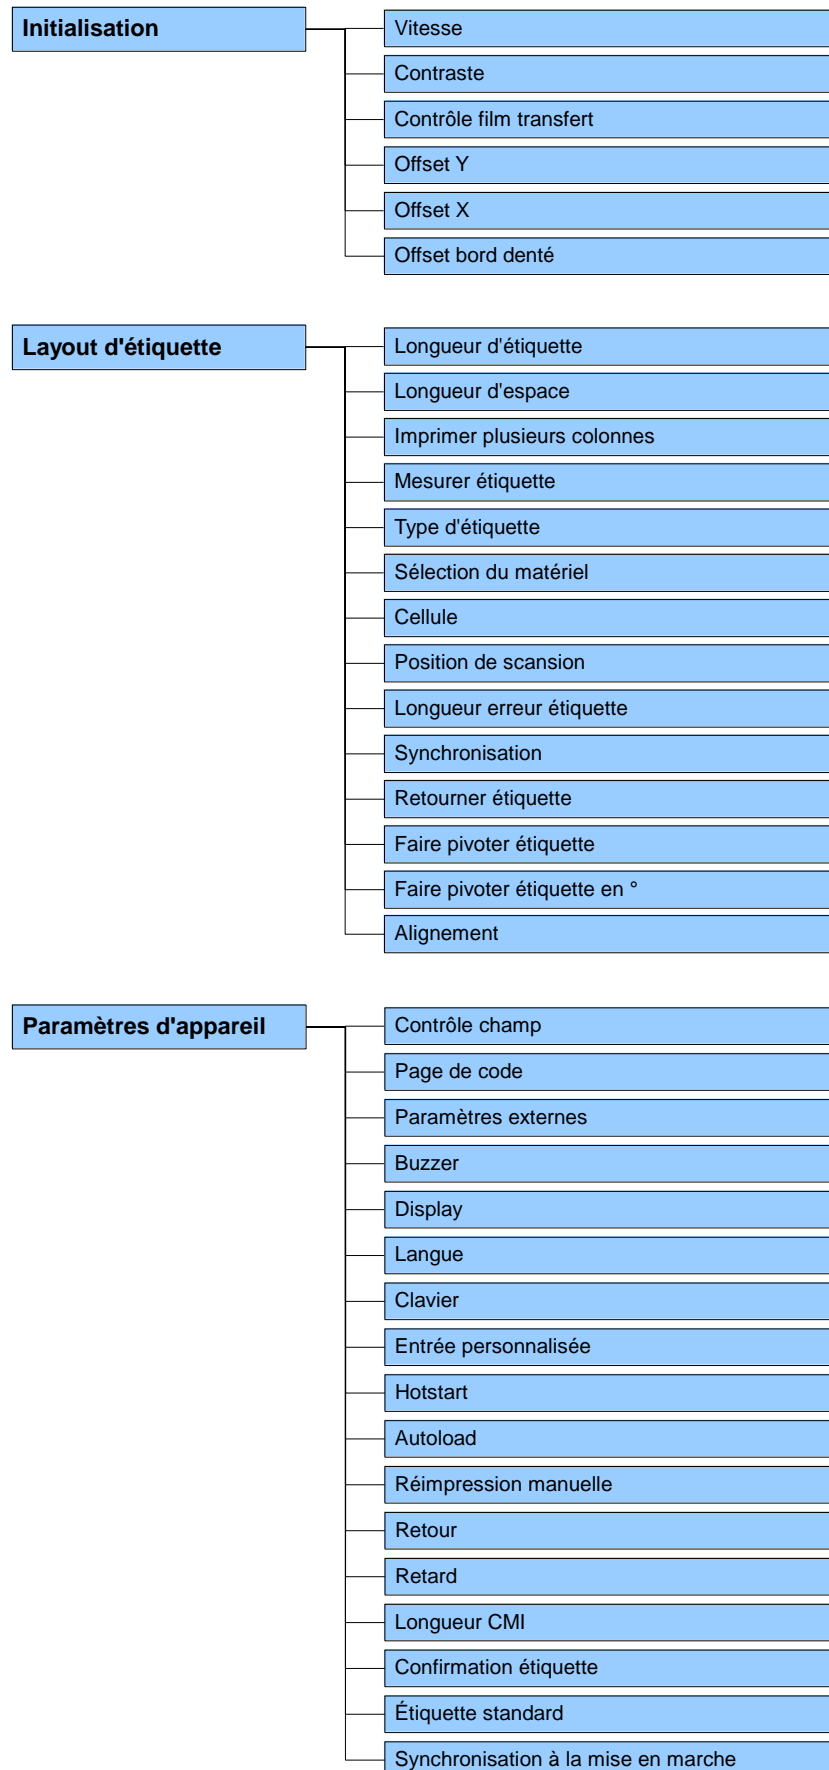 Initialisation
Vitesse
Contraste
Contrôle film transfert
Offset Y
Offset X
Offset bord denté
Layout d'étiquette
Longueur d'étiquette
Longueur d'espace
Imprimer plusieurs colonnes
Mesurer étiquette
Type d'étiquette
Sélection du matériel
Cellule
Position de scansion
Longueur erreur étiquette
Synchronisation
Retourner étiquette
Faire pivoter étiquette
Faire pivoter étiquette en °
Alignement
Paramètres d'appareil
Contrôle champ
Page de code
Paramètres externes
Buzzer
Display
Langue
Clavier
Entrée personnalisée
Hotstart
Autoload
Réimpression manuelle
Retour
Retard
Longueur CMI
Confirmation étiquette
Étiquette standard
Synchronisation à la mise en marche